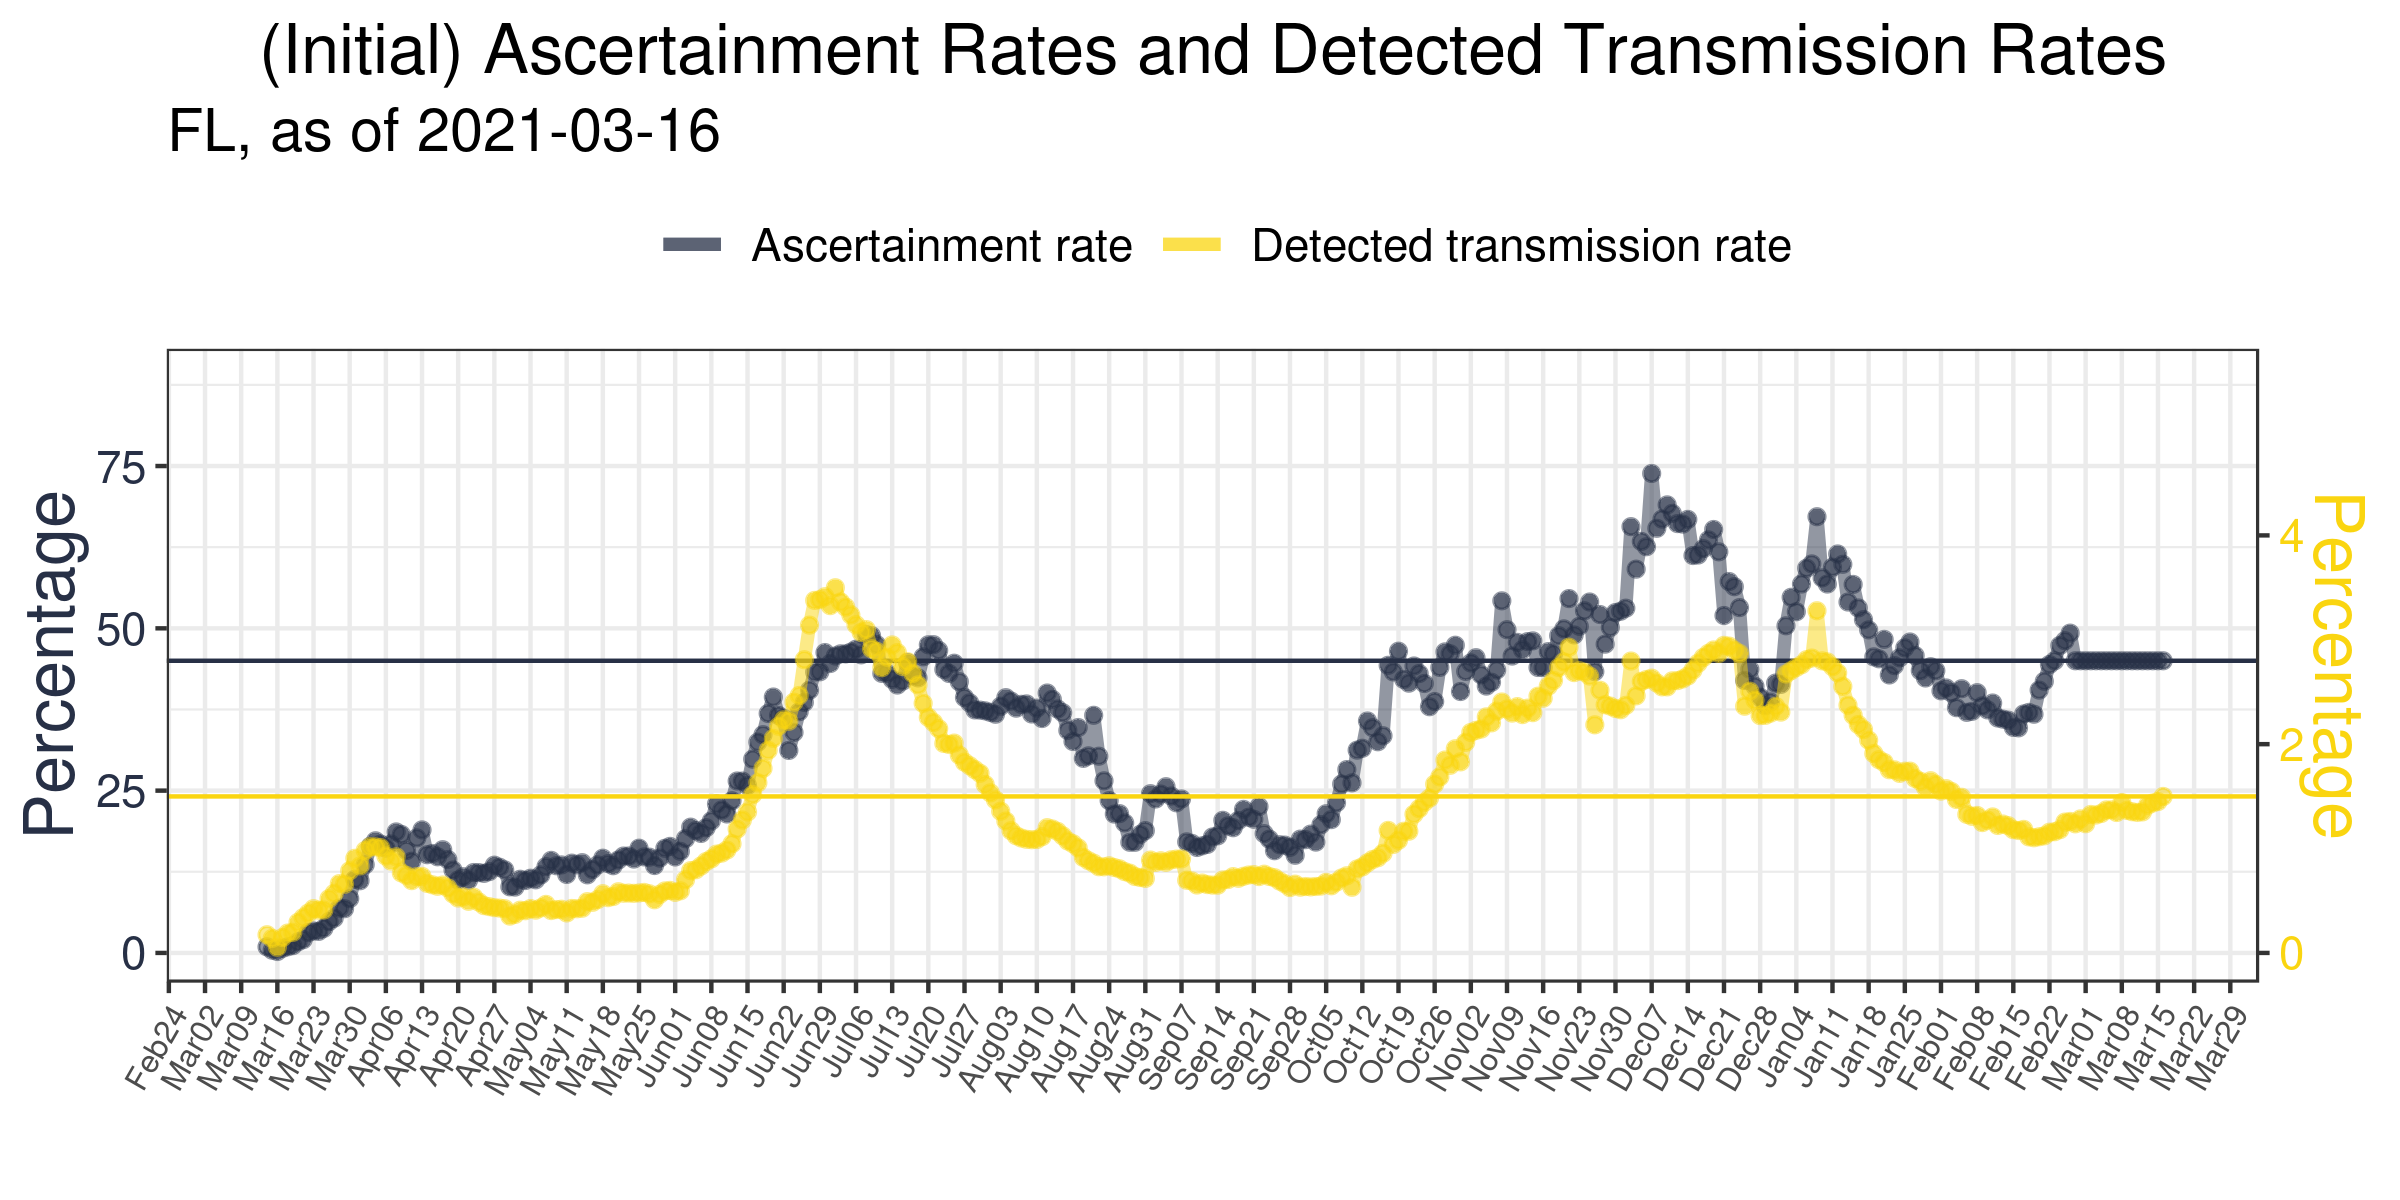 (Initial) Ascertainment Rates and Detected Transmission Rates
FL, as of 2021-03-16
Ascertainment rate
Detected transmission rate
Percentage
75
50
25
0
4
2
0
Percentage
Feb24
Mar02
Mar09
Mar16
Mar23
Mar30
Apr06
Apr13
Apr20
Apr27
May04
May11
May18
May25
Jun01
Jun08
Jun15
Jun22
Jun29
Jul06
Jul13
Jul20
Jul27
Aug03
Aug10
Aug17
Aug24
Aug31
Sep07
Sep14
Sep21
Sep28
Oct05
Oct12
Oct19
Oct26
Nov02
Nov09
Nov16
Nov23
Nov30
Dec07
Dec14
Dec21
Dec28
Jan04
Jan11
Jan18
Jan25
Feb01
Feb08
Feb15
Feb22
Mar01
Mar08
Mar15
Mar22
Mar29